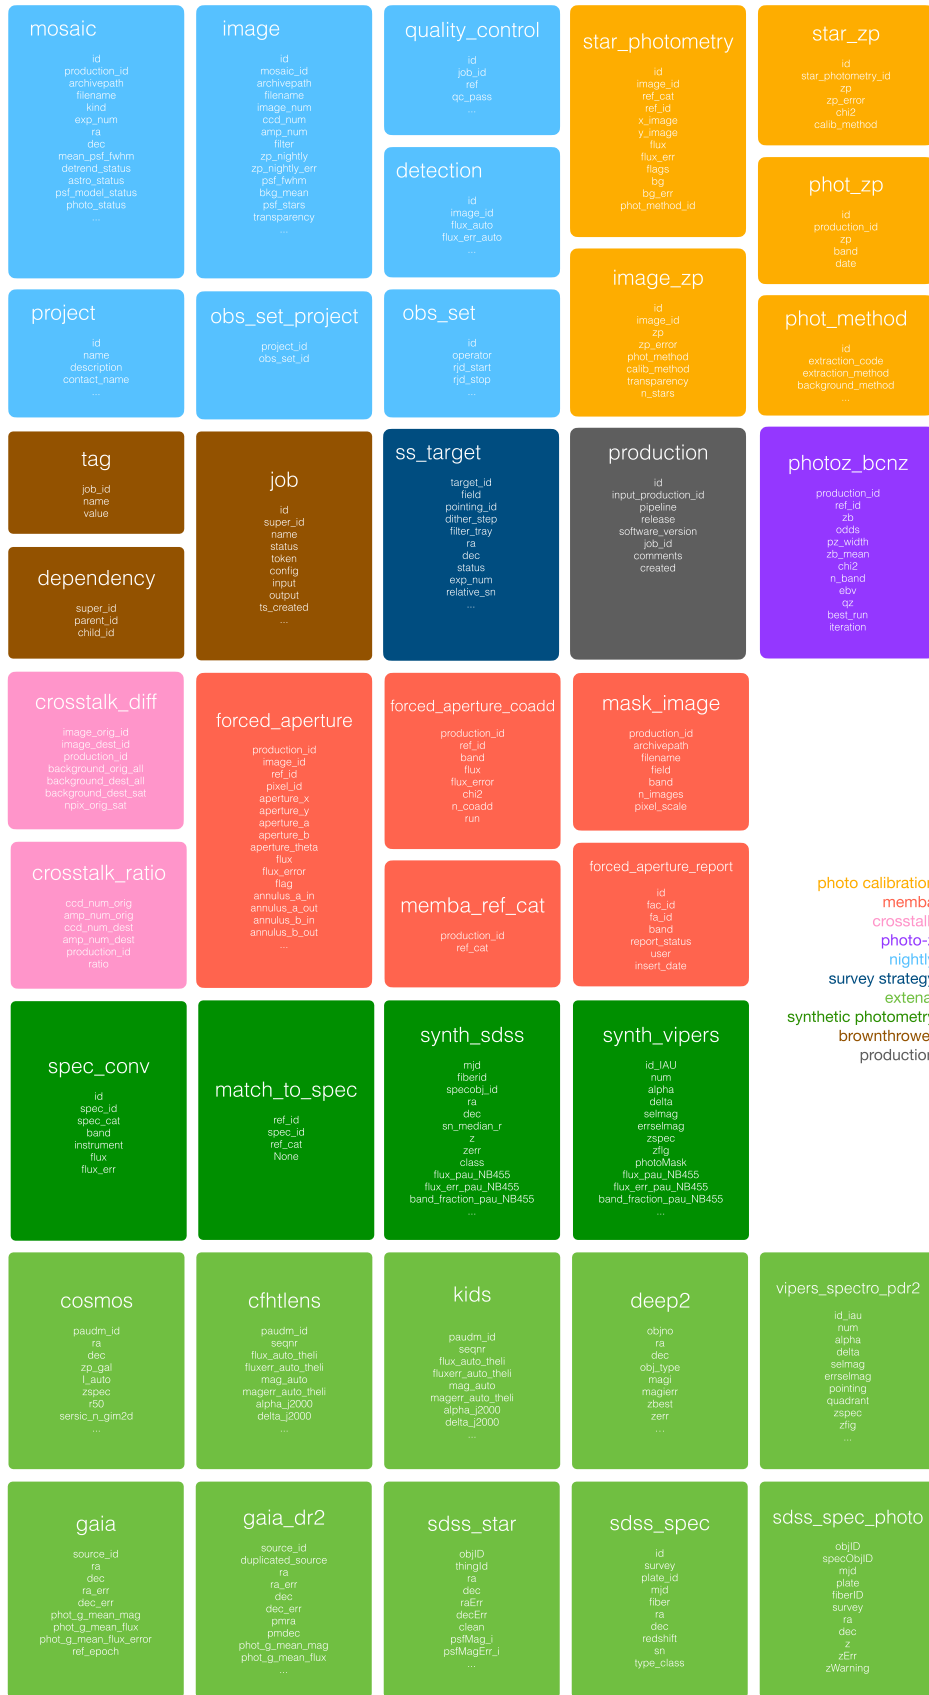 mosaic
id
production_id
archivepath
filename
kind
exp_num
ra
dec
mean_psf_fwhm
detrend_status
astro_status
psf_model_status
photo_status
...
image
id
mosaic_id
archivepath
filename
image_num
ccd_num
amp_num
filter
zp_nightly
zp_nightly_err
psf_fwhm
bkg_mean
psf_stars
transparency
...
quality_control
id
job_id
ref
qc_pass
...
detection
id
image_id
flux_auto
flux_err_auto
...
star_photometry
id
image_id
ref_cat
ref_id
x_image
y_image
flux
flux_err
flags
bg
bg_err
phot_method_id
star_zp
id
star_photometry_id
zp
zp_error
chi2
calib_method
phot_zp
id
production_id
zp
band
date
project
id
name
description
contact_name
...
obs_set_project
project_id
obs_set_id
obs_set
id
operator
rjd_start
rjd_stop
...
image_zp
id
image_id
zp
zp_error
phot_method
calib_method
transparency
n_stars
phot_method
id
extraction_code
extraction_method
background_method
...
tag
job_id
name
value
dependency
super_id
parent_id
child_id
job
id
super_id
name
status
token
config
input
output
ts_created
...
ss_target
target_id
field
pointing_id
dither_step
filter_tray
ra
dec
status
exp_num
relative_sn
...
production
id
input_production_id
pipeline
release
software_version
job_id
comments
created
photoz_bcnz
production_id
ref_id
zb
odds
pz_width
zb_mean
chi2
n_band
ebv
qz
best_run
iteration
crosstalk_diff
image_orig_id
image_dest_id
production_id
background_orig_all
background_dest_all
background_dest_sat
npix_orig_sat
crosstalk_ratio
ccd_num_orig
amp_num_orig
ccd_num_dest
amp_num_dest
production_id
ratio
forced_aperture
production_id
image_id
ref_id
pixel_id
aperture_x
aperture_y
aperture_a
aperture_b
aperture_theta
flux
flux_error
flag
annulus_a_in
annulus_a_out
annulus_b_in
annulus_b_out
...
forced_aperture_coadd
production_id
ref_id
band
flux
flux_error
chi2
n_coadd
run
memba_ref_cat
production_id
ref_cat
mask_image
production_id
archivepath
filename
field
band
n_images
pixel_scale
forced_aperture_report
id
fac_id
fa_id
band
report_status
user
insert_date
photo calibration
memba
crosstalk
photo-z
nightly
survey strategy
extenal
synthetic photometry
brownthrower
production
spec_conv
id
spec_id
spec_cat
band
instrument
flux
flux_err
match_to_spec
ref_id
spec_id
ref_cat
None
synth_sdss
mjd
fiberid
specobj_id
ra
dec
sn_median_r
z
zerr
class
flux_pau_NB455
flux_err_pau_NB455
band_fraction_pau_NB455
...
synth_vipers
id_IAU
num
alpha
delta
selmag
errselmag
zspec
zflg
photoMask
flux_pau_NB455
flux_err_pau_NB455
band_fraction_pau_NB455
...
cosmos
paudm_id
ra
dec
zp_gal
I_auto
zspec
r50
sersic_n_gim2d
...
cfhtlens
paudm_id
seqnr
flux_auto_theli
fluxerr_auto_theli
mag_auto
magerr_auto_theli
alpha_j2000
delta_j2000
...
kids
paudm_id
seqnr
flux_auto_theli
fluxerr_auto_theli
mag_auto
magerr_auto_theli
alpha_j2000
delta_j2000
...
deep2
objno
ra
dec
obj_type
magi
magierr
zbest
zerr
...
vipers_spectro_pdr2
id_iau
num
alpha
delta
selmag
errselmag
pointing
quadrant
zspec
zfig
...
gaia
source_id
ra
dec
ra_err
dec_err
phot_g_mean_mag
phot_g_mean_flux
phot_g_mean_flux_error
ref_epoch
gaia_dr2
source_id
duplicated_source
ra
ra_err
dec
dec_err
pmra
pmdec
phot_g_mean_mag
phot_g_mean_flux
...
sdss_star
objID
thingId
ra
dec
raErr
decErr
clean
psfMag_i
psfMagErr_i
...
sdss_spec
id
survey
plate_id
mjd
fiber
ra
dec
redshift
sn
type_class
sdss_spec_photo
objID
specObjID
mjd
plate
fiberID
survey
ra
dec
z
zErr
zWarning